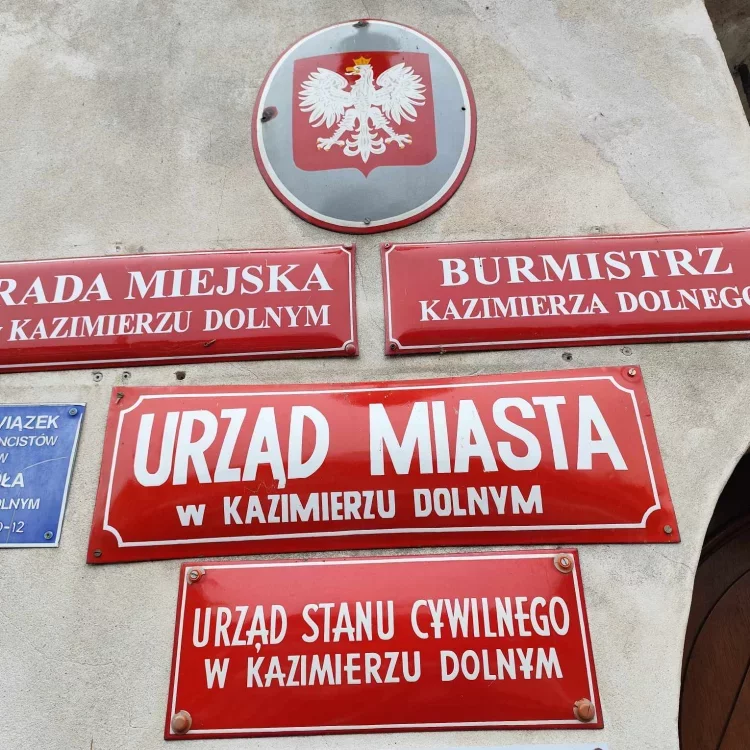 RADA MIEJSKA
KAZIMIERZU DOLNYM
BURMISTRZ
KAZIMIERZA DOLNEGO
URZĄD MIASTA
w KAZIMIERZU DOLNYM
URZĄD STANU CYWILNEGO
W KAZIMIERZU DOLNYM